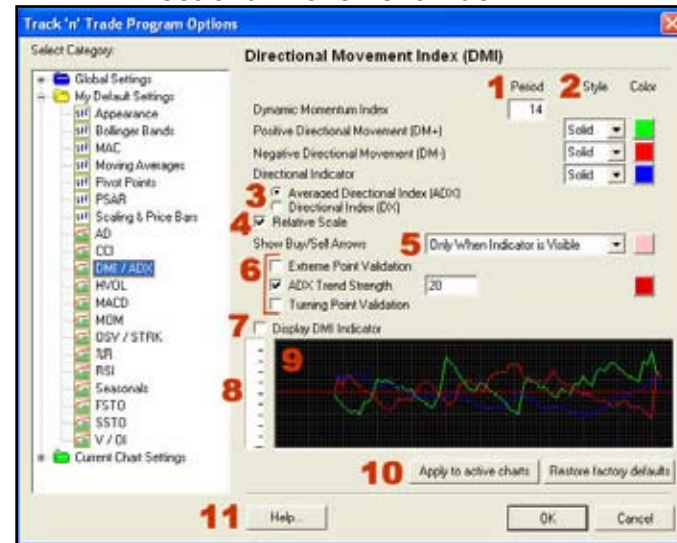 Track 'n' Trade Program Options
Select Category:
Global Settings
My Default Settings
Appearance
Bollinger Bands
MAC
Moving Averages
Pivot Points
PSAR
Scaling & Price Bars
AD
CCI
DMI / ADX
HVOL
MACD
MOM
OSV / STRK
%R
RSI
Seasonals
FSTO
SSTO
V / OI
Current Chart Settings
Directional Movement Index (DMI)
1 Period 2 Style Color
Dynamic Momentum Index 14
Positive Directional Movement (DM+) Solid
Negative Directional Movement (DM-) Solid
Directional Indicator Solid
3 Averaged Directional Index (ADX)
Directional Index (DX)
4 Relative Scale
Show Buy/Sell Arrows 5 Only When Indicator is Visible
6 Extreme Point Validation
ADX Trend Strength 20
Turning Point Validation
7 Display DMI Indicator
8 9
10 Apply to active charts Restore factory defaults
11 Help... OK Cancel